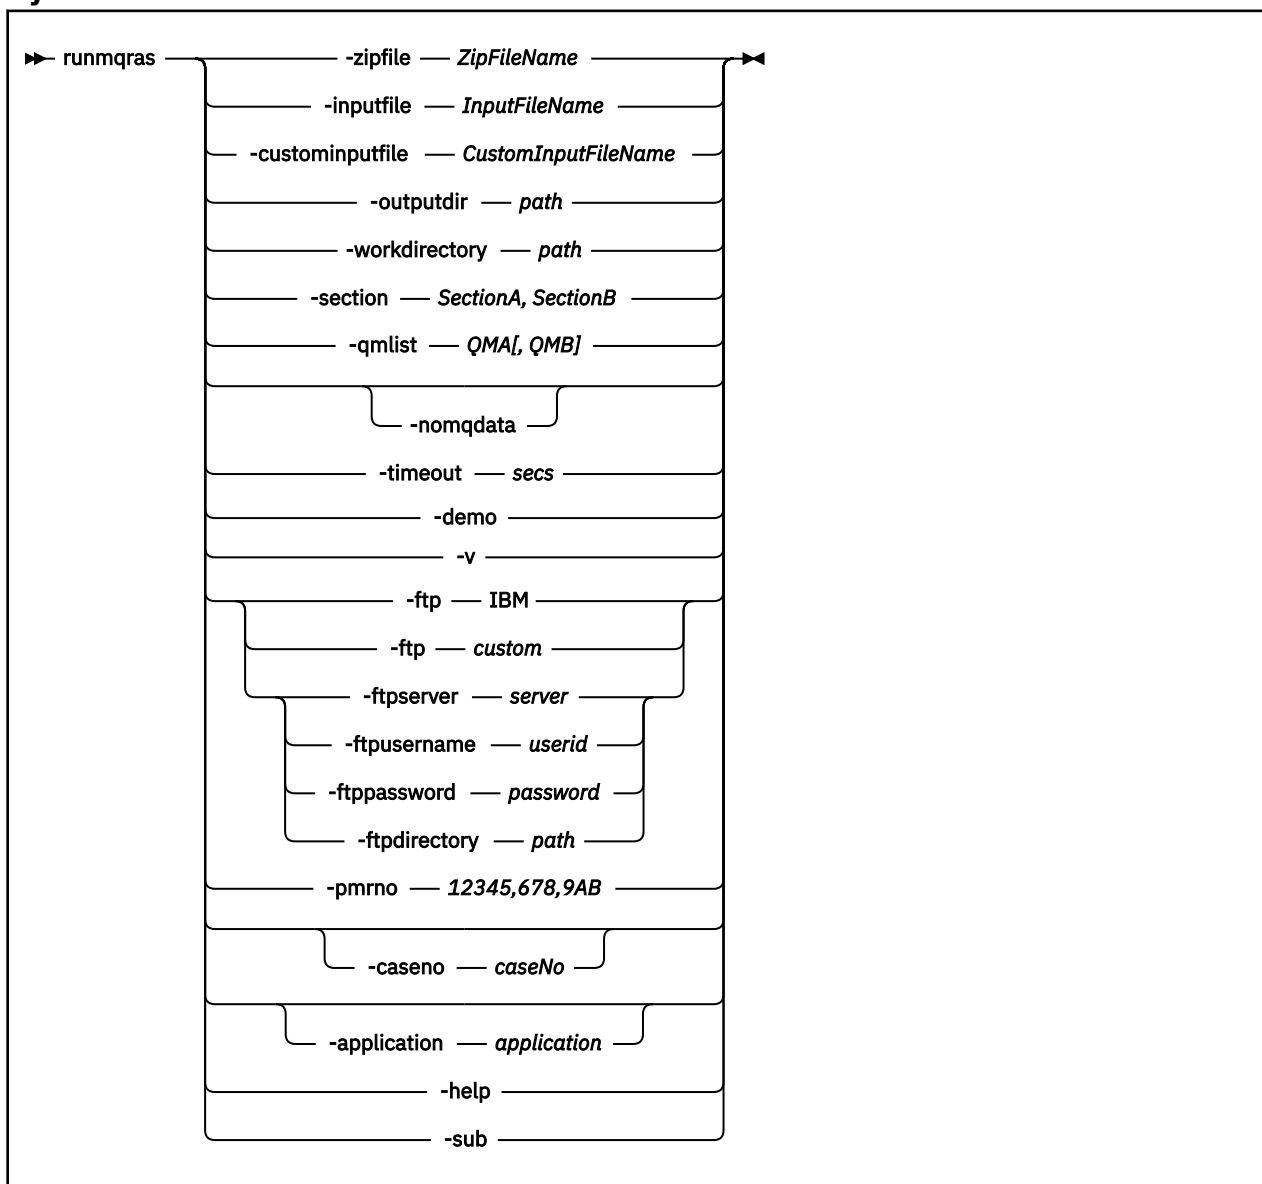 runmqras -zipfile ZipFileName
-inputfile InputFileName
-custominputfile CustomInputFileName
-outputdir path
-workdirectory path
-section SectionA, SectionB
-qmlist QMA[, QMB]
-nomqdata
-timeout secs
-demo
-v
-ftp IBM
-ftp custom
-ftpserver server
-ftpusername userid
-ftppassword password
-ftpdirectory path
-pmrno 12345,678,9AB
-caseno caseNo
-application application
-help
-sub